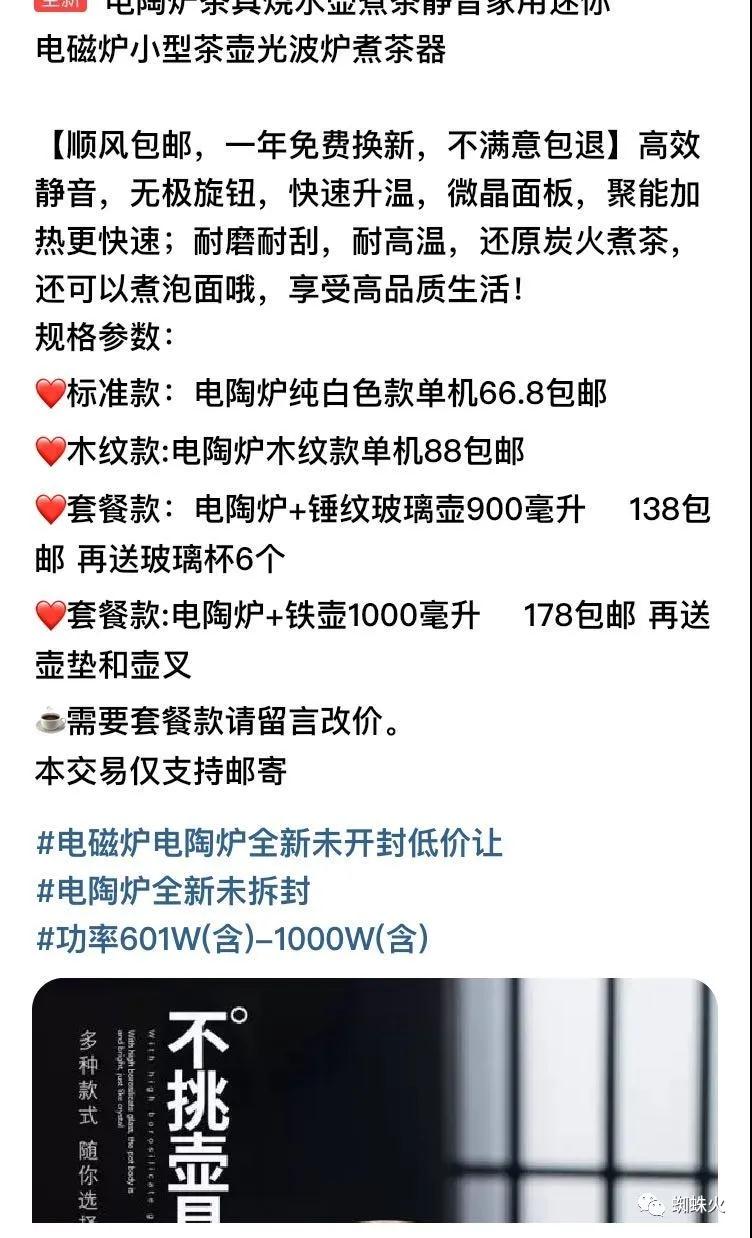 全新 电陶炉茶具烧水壶煮茶静音家用迷你
电磁炉小型茶壶光波炉煮茶器
【顺风包邮，一年免费换新，不满意包退】高效
静音，无极旋钮，快速升温，微晶面板，聚能加
热更快速；耐磨耐刮，耐高温，还原炭火煮茶，
还可以煮泡面哦，享受高品质生活！
规格参数：
❤️标准款：电陶炉纯白色款单机66.8包邮
❤️木纹款:电陶炉木纹款单机88包邮
❤️套餐款：电陶炉+锤纹玻璃壶900毫升 138包
邮 再送玻璃杯6个
❤️套餐款:电陶炉+铁壶1000毫升 178包邮 再送
壶垫和壶叉
☕需要套餐款请留言改价。
本交易仅支持邮寄
#电磁炉电陶炉全新未开封低价让
#电陶炉全新未拆封
#功率601W(含)–1000W(含)
不挑壶具
With high borosilicate g
With high borosilicate glass, the pot body is
and bright, just like crystal
多种款式 随你选择
蜘蛛火